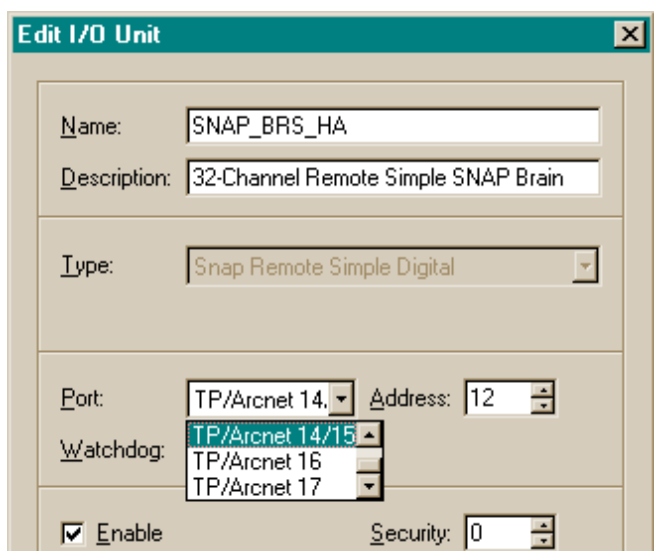 Edit I/O Unit
Name: SNAP_BRS_HA
Description: 32-Channel Remote Simple SNAP Brain
Type: Snap Remote Simple Digital
Port: TP/Arcnet 14. Address: 12
TP/Arcnet 14/15
Watchdog:
TP/Arcnet 16
TP/Arcnet 17
Enable Security: 0